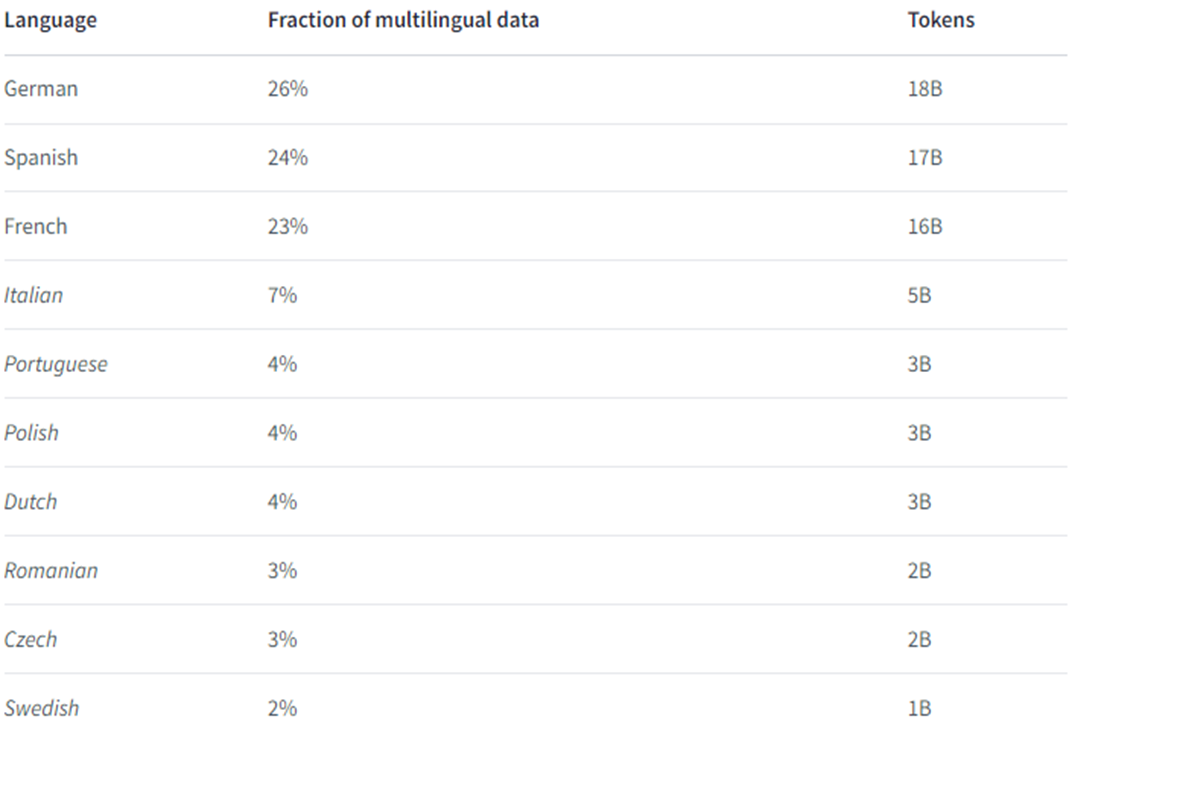 Language Fraction of multilingual data Tokens
German 26% 18B
Spanish 24% 17B
French 23% 16B
Italian 7% 5B
Portuguese 4% 3B
Polish 4% 3B
Dutch 4% 3B
Romanian 3% 2B
Czech 3% 2B
Swedish 2% 1B